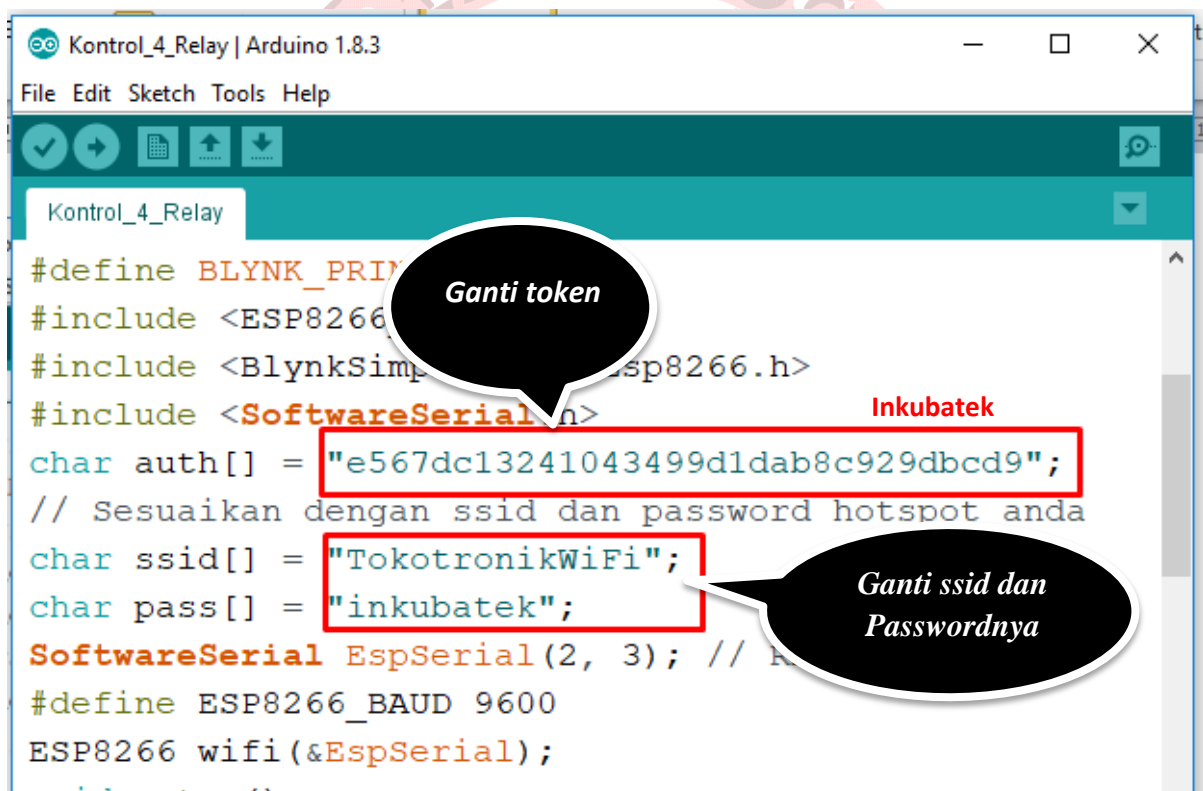 Kontrol_4_Relay | Arduino 1.8.3
File Edit Sketch Tools Help
Kontrol_4_Relay
#define BLYNK
Ganti token
#include <ESP8266
#include <BlynkSimp sp8266.h>
#include <SoftwareSerial h>
Inkubatek
char auth[] = "e567dc13241043499d1dab8c929dbcd9";
// Sesuaikan dengan ssid dan password hotspot anda
char ssid[] = "TokotronikWiFi";
char pass[] = "inkubatek";
Ganti ssid dan
Passwordnya
SoftwareSerial EspSerial(2, 3); //
#define ESP8266_BAUD 9600
ESP8266 wifi(&EspSerial);